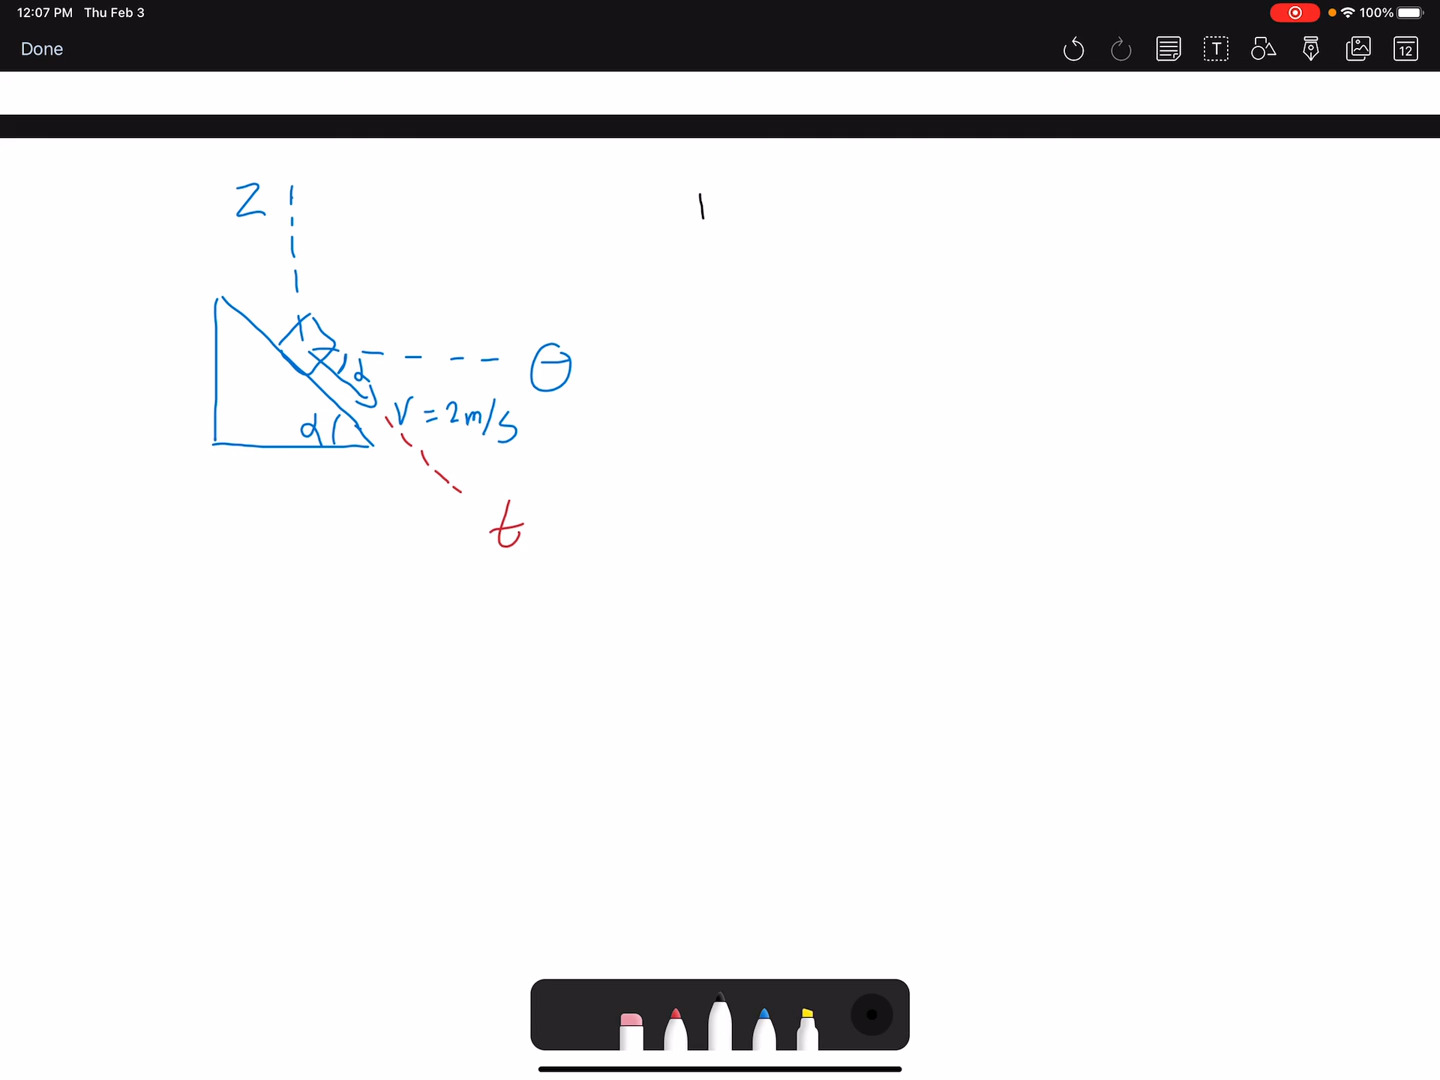 12:07 PM Thu Feb 3
100%
Done
T
12
Z
α
θ
V = 2m/s
α
t